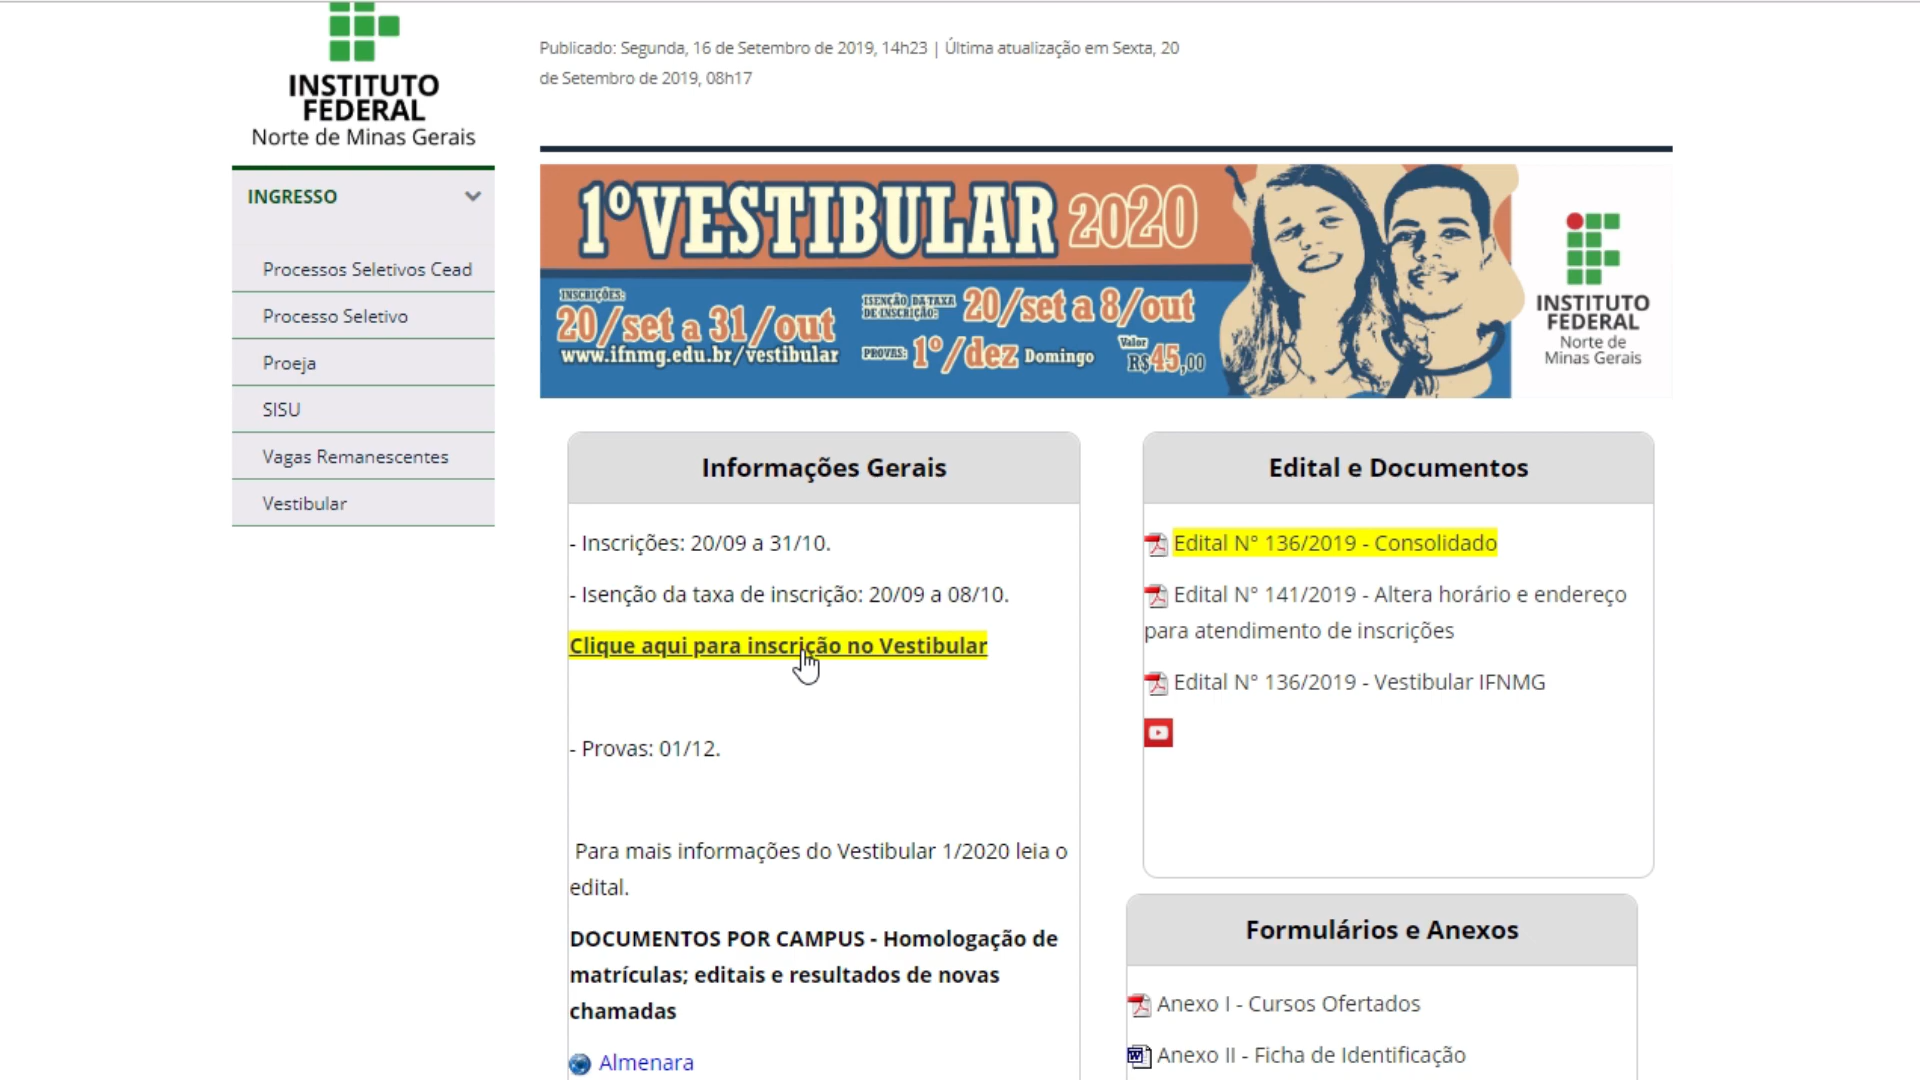 INSTITUTO
FEDERAL
Norte de Minas Gerais
INGRESSO
Processos Seletivos Cead
Processo Seletivo
Proeja
SISU
Vagas Remanescentes
Vestibular
Publicado: Segunda, 16 de Setembro de 2019, 14h23 | Última atualização em Sexta, 20
de Setembro de 2019, 08h17
1º VESTIBULAR 2020
INSCRIÇÕES:
20/set a 31/out
www.ifnmg.edu.br/vestibular
ISENÇÃO DA TAXA
DE INSCRIÇÃO:
20/set a 8/out
PROVAS: 1º/dez Domingo
Valor
R$45,00
INSTITUTO
FEDERAL
Norte de
Minas Gerais
Informações Gerais
- Inscrições: 20/09 a 31/10.
- Isenção da taxa de inscrição: 20/09 a 08/10.
Clique aqui para inscrição no Vestibular
- Provas: 01/12.
Para mais informações do Vestibular 1/2020 leia o
edital.
DOCUMENTOS POR CAMPUS - Homologação de
matrículas; editais e resultados de novas
chamadas
Almenara
Edital e Documentos
Edital N° 136/2019 - Consolidado
Edital N° 141/2019 - Altera horário e endereço
para atendimento de inscrições
Edital N° 136/2019 - Vestibular IFNMG
Formulários e Anexos
Anexo I - Cursos Ofertados
Anexo II - Ficha de Identificação